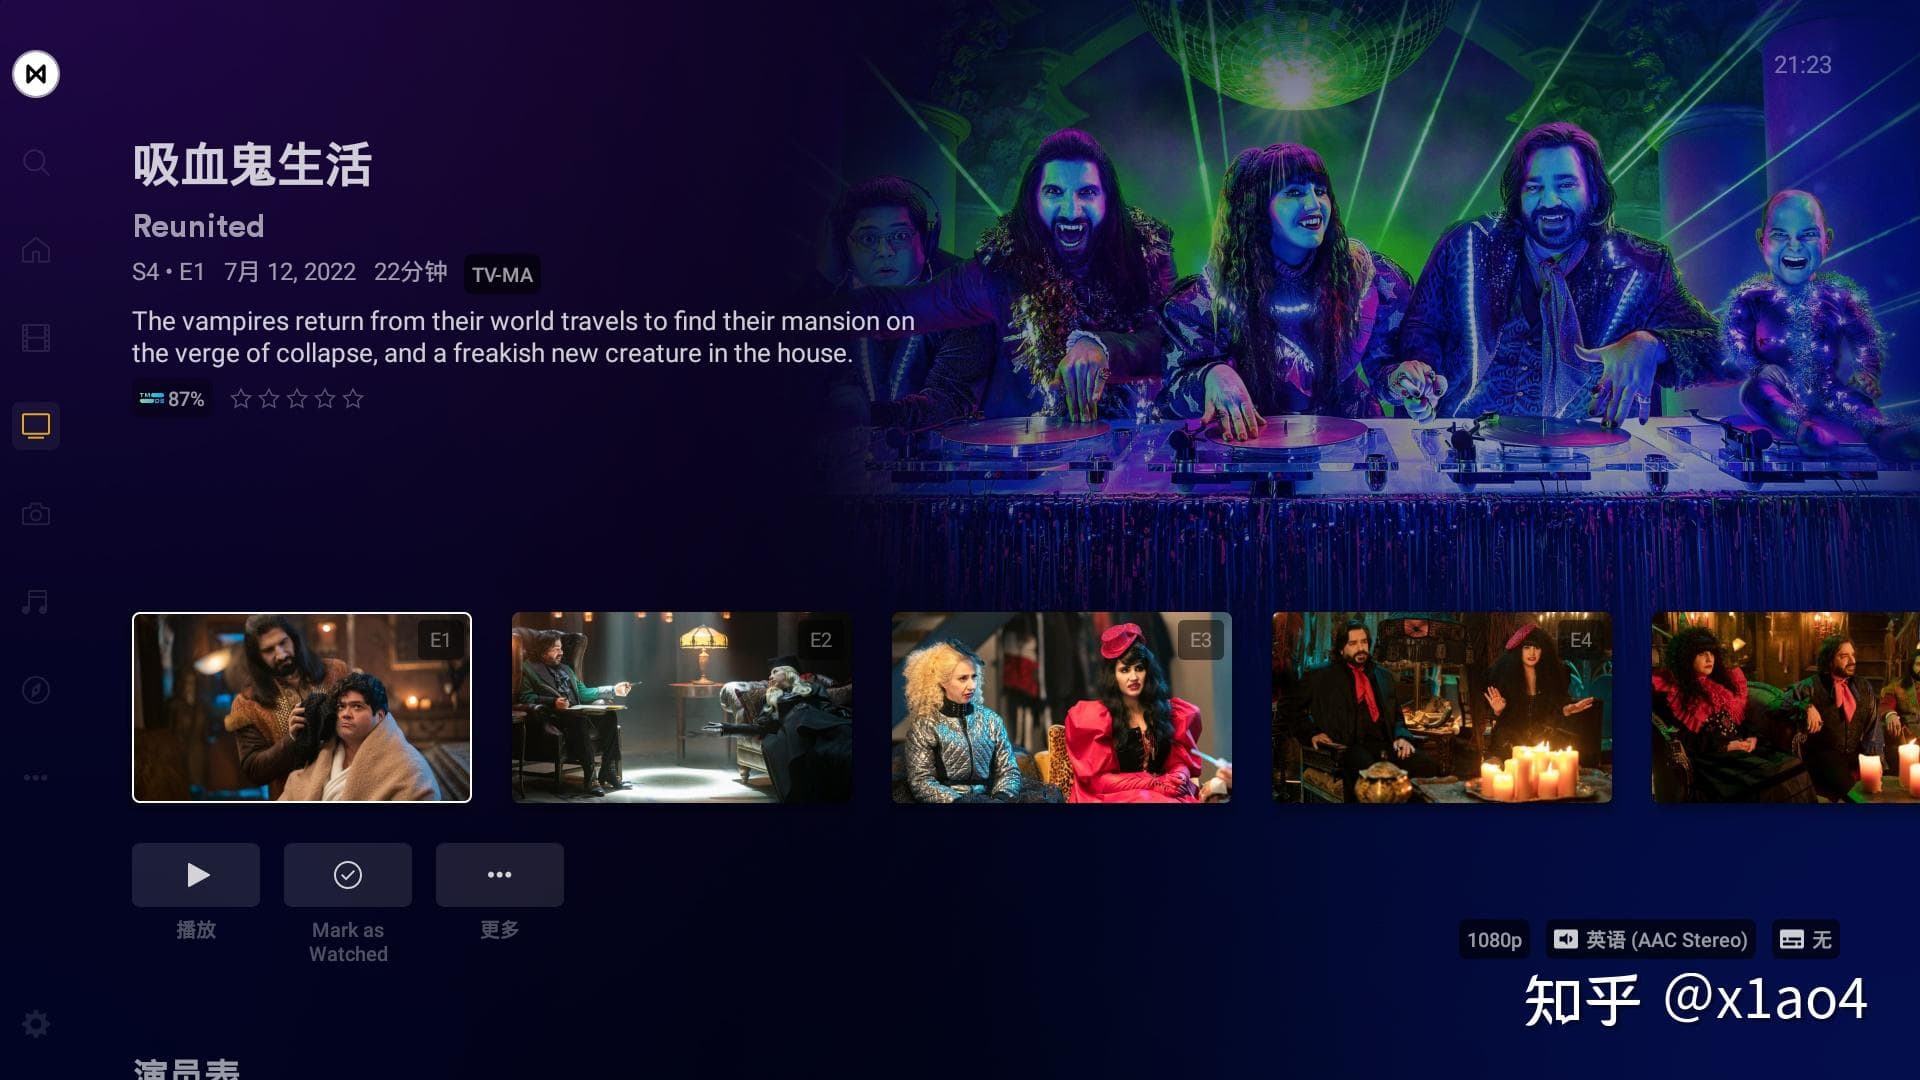 21:23
吸血鬼生活
Reunited
S4 • E1 7月 12, 2022 22分钟 TV-MA
The vampires return from their world travels to find their mansion on
the verge of collapse, and a freakish new creature in the house.
TMDB 87%
E1
E2
E3
E4
播放
Mark as
Watched
更多
1080p 英语 (AAC Stereo) 无
知乎 @x1ao4
演员表